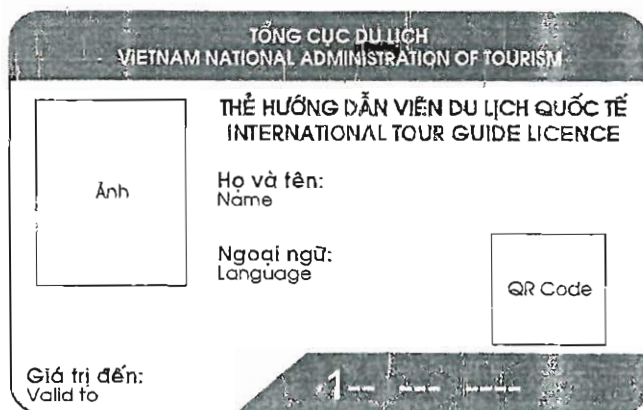 TỔNG CỤC DU LỊCH
VIETNAM NATIONAL ADMINISTRATION OF TOURISM
THẺ HƯỚNG DẪN VIÊN DU LỊCH QUỐC TẾ
INTERNATIONAL TOUR GUIDE LICENCE
Ảnh
Họ và tên:
Name
Ngoại ngữ:
Language
QR Code
Giá trị đến:
Valid to
1-- --- ----